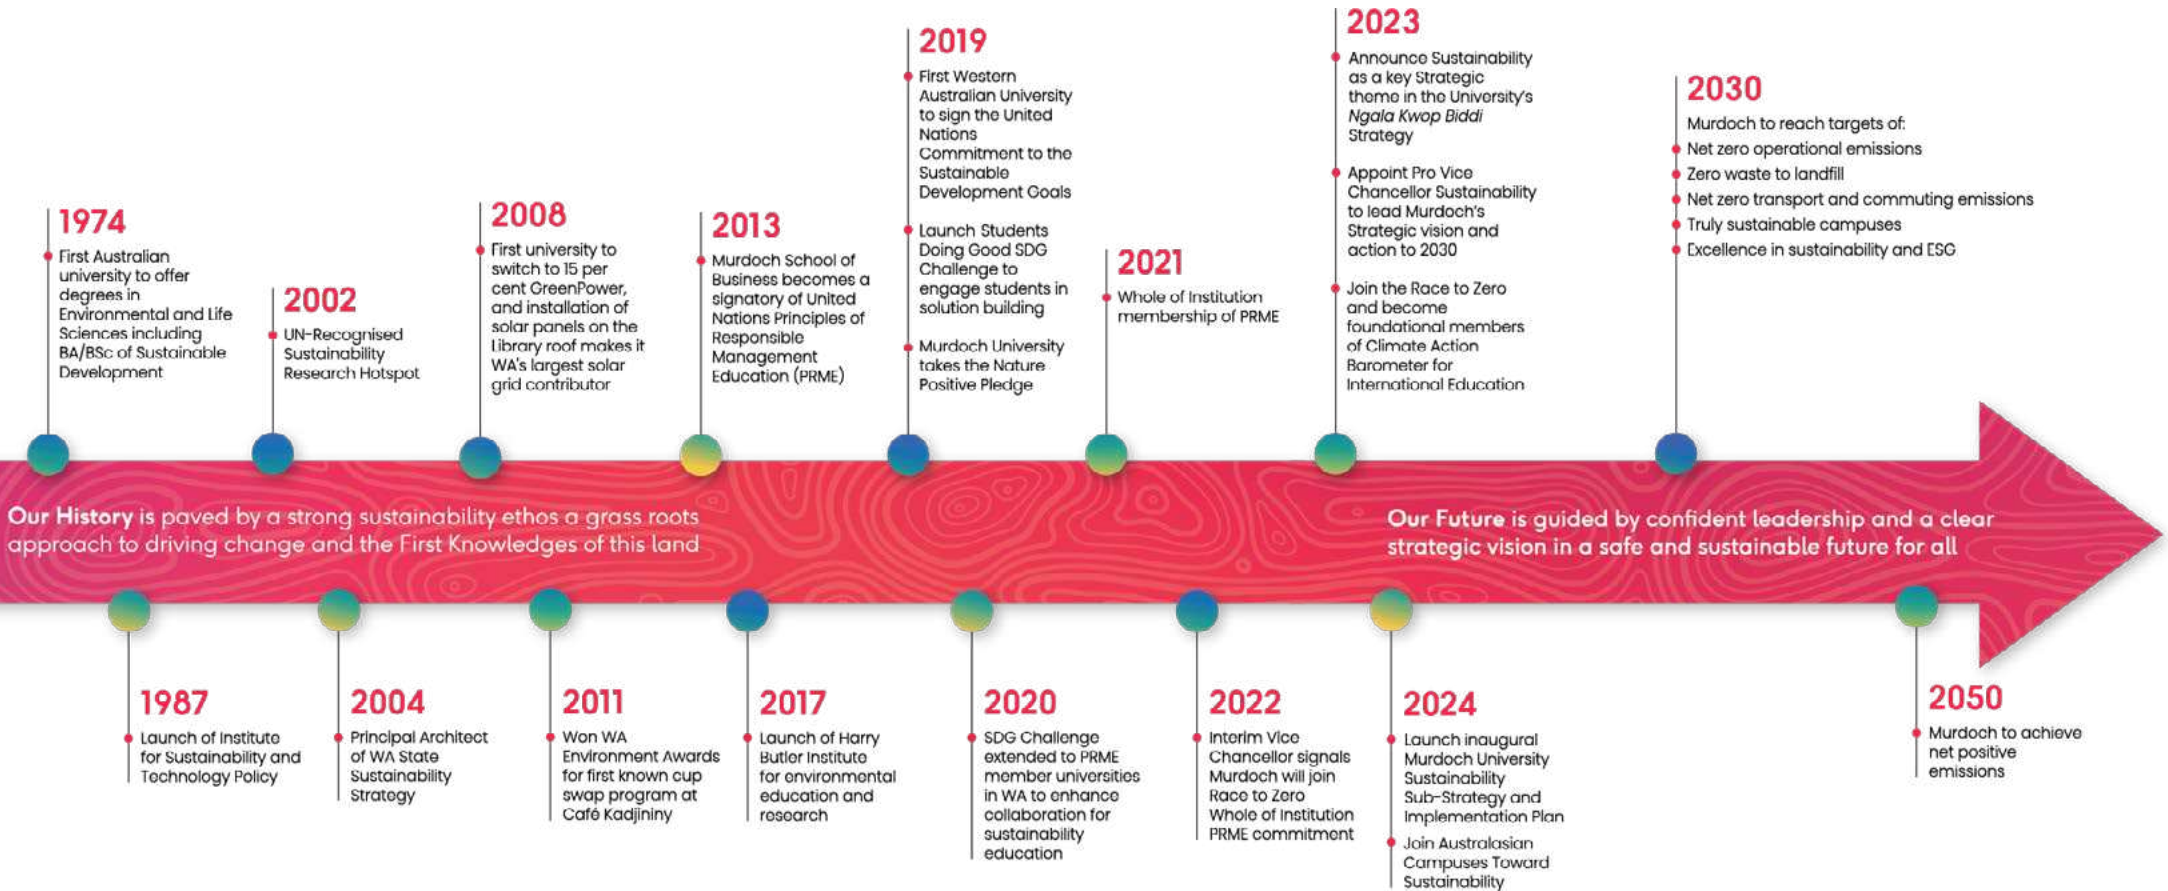 1974
First Australian
university to offer
degrees in
Environmental and Life
Sciences including
BA/BSc of Sustainable
Development
2002
UN-Recognised
Sustainability
Research Hotspot
2008
First university to
switch to 15 per
cent GreenPower,
and installation of
solar panels on the
Library roof makes it
WA's largest solar
grid contributor
2013
Murdoch School of
Business becomes a
signatory of United
Nations Principles of
Responsible
Management
Education (PRME)
2019
First Western
Australian University
to sign the United
Nations
Commitment to the
Sustainable
Development Goals
Launch Students
Doing Good SDG
Challenge to
engage students in
solution building
Murdoch University
takes the Nature
Positive Pledge
2021
Whole of Institution
membership of PRME
2023
Announce Sustainability
as a key Strategic
theme in the University's
Ngala Kwop Biddi
Strategy
Appoint Pro Vice
Chancellor Sustainability
to lead Murdoch's
Strategic vision and
action to 2030
Join the Race to Zero
and become
foundational members
of Climate Action
Barometer for
International Education
2030
Murdoch to reach targets of:
Net zero operational emissions
Zero waste to landfill
Net zero transport and commuting emissions
Truly sustainable campuses
Excellence in sustainability and ESG
Our History is paved by a strong sustainability ethos a grass roots
approach to driving change and the First Knowledges of this land
Our Future is guided by confident leadership and a clear
strategic vision in a safe and sustainable future for all
1987
Launch of Institute
for Sustainability and
Technology Policy
2004
Principal Architect
of WA State
Sustainability
Strategy
2011
Won WA
Environment Awards
for first known cup
swap program at
Café Kadjininy
2017
Launch of Harry
Butler Institute
for environmental
education and
research
2020
SDG Challenge
extended to PRME
member universities
in WA to enhance
collaboration for
sustainability
education
2022
Interim Vice
Chancellor signals
Murdoch will join
Race to Zero
Whole of Institution
PRME commitment
2024
Launch inaugural
Murdoch University
Sustainability
Sub-Strategy and
Implementation Plan
Join Australasian
Campuses Toward
Sustainability
2050
Murdoch to achieve
net positive
emissions